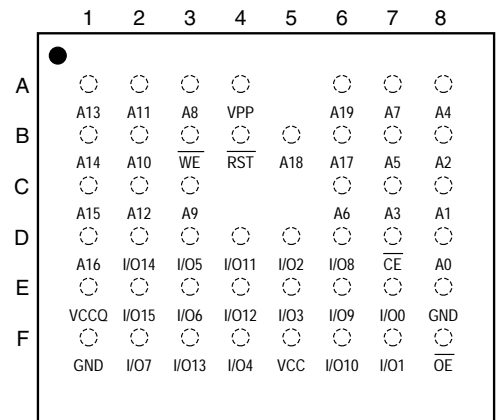 1 2 3 4 5 6 7 8
A
A13 A11 A8 VPP A19 A7 A4
B
A14 A10 WE RST A18 A17 A5 A2
C
A15 A12 A9 A6 A3 A1
D
A16 I/O14 I/O5 I/O11 I/O2 I/O8 CE A0
E
VCCQ I/O15 I/O6 I/O12 I/O3 I/O9 I/O0 GND
F
GND I/O7 I/O13 I/O4 VCC I/O10 I/O1 OE